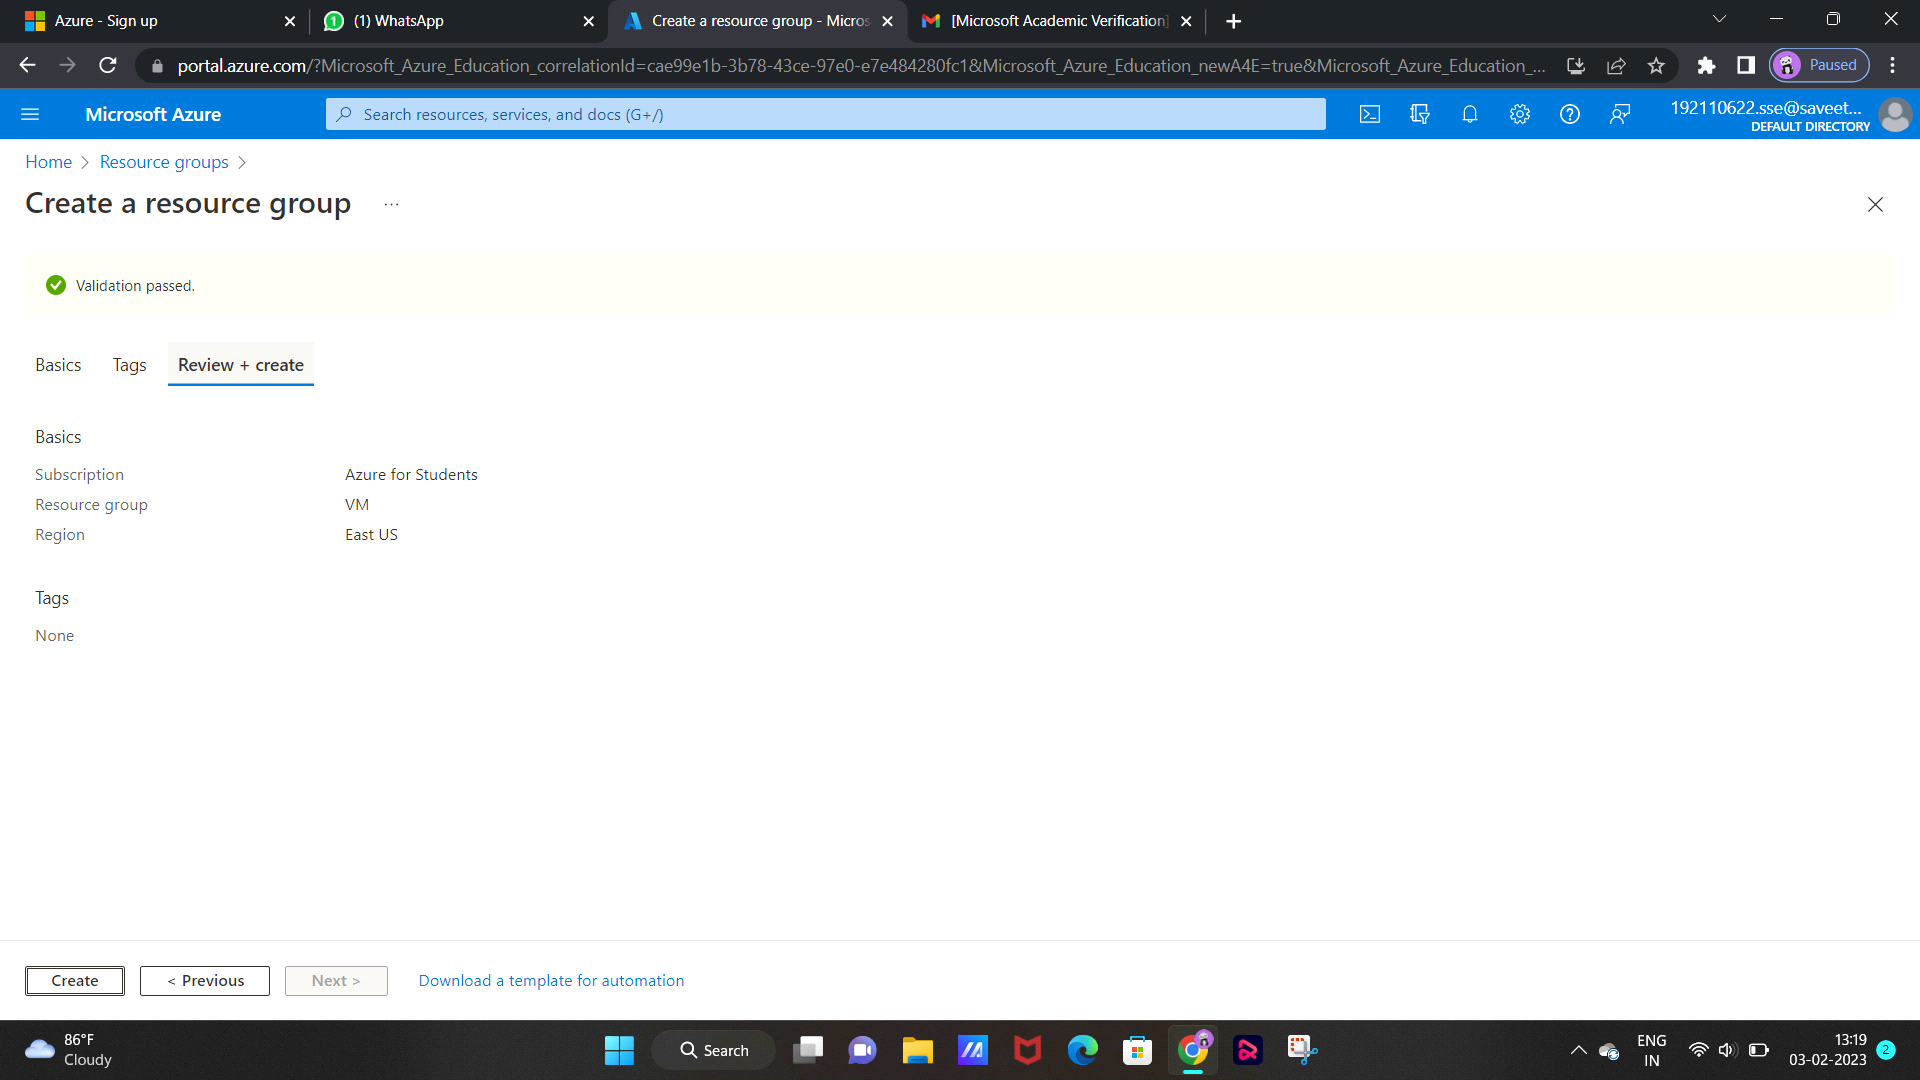 Azure - Sign up
(1) WhatsApp
Create a resource group - Micros
[Microsoft Academic Verification]
portal.azure.com/?Microsoft_Azure_Education_correlationId=cae99e1b-3b78-43ce-97e0-e7e484280fc1&Microsoft_Azure_Education_newA4E=true&Microsoft_Azure_Education_...
Paused
Microsoft Azure
Search resources, services, and docs (G+/)
192110622.sse@saveet...
DEFAULT DIRECTORY
Home > Resource groups >
Create a resource group ...
Validation passed.
Basics Tags Review + create
Basics
Subscription Azure for Students
Resource group VM
Region East US
Tags
None
Create < Previous Next > Download a template for automation
86°F
Cloudy
Search
ENG
IN
13:19
03-02-2023
2